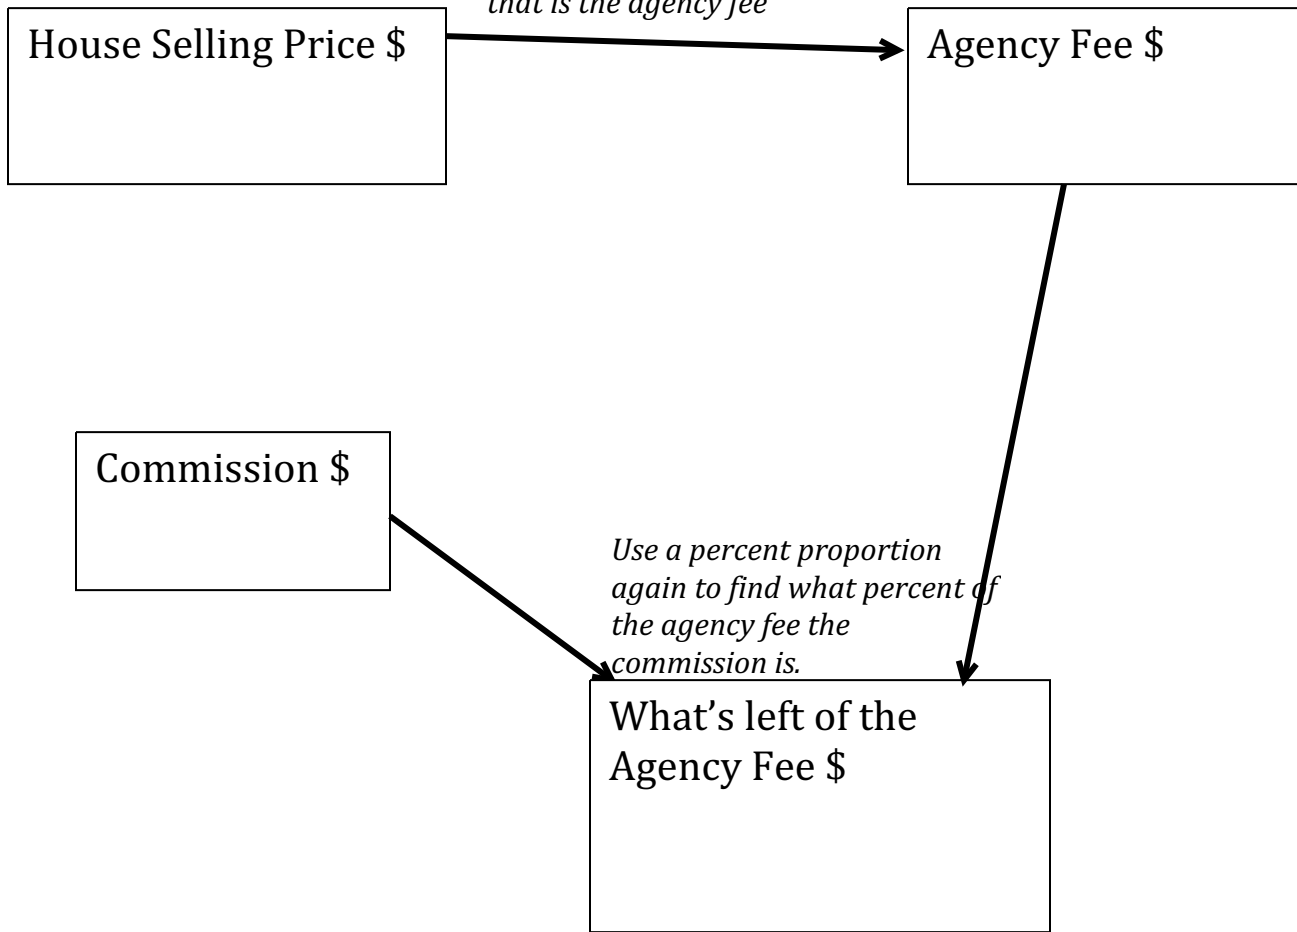 that is the agency fee
House Selling Price $
Agency Fee $
Commission $
Use a percent proportion
again to find what percent of
the agency fee the
commission is.
What’s left of the
Agency Fee $